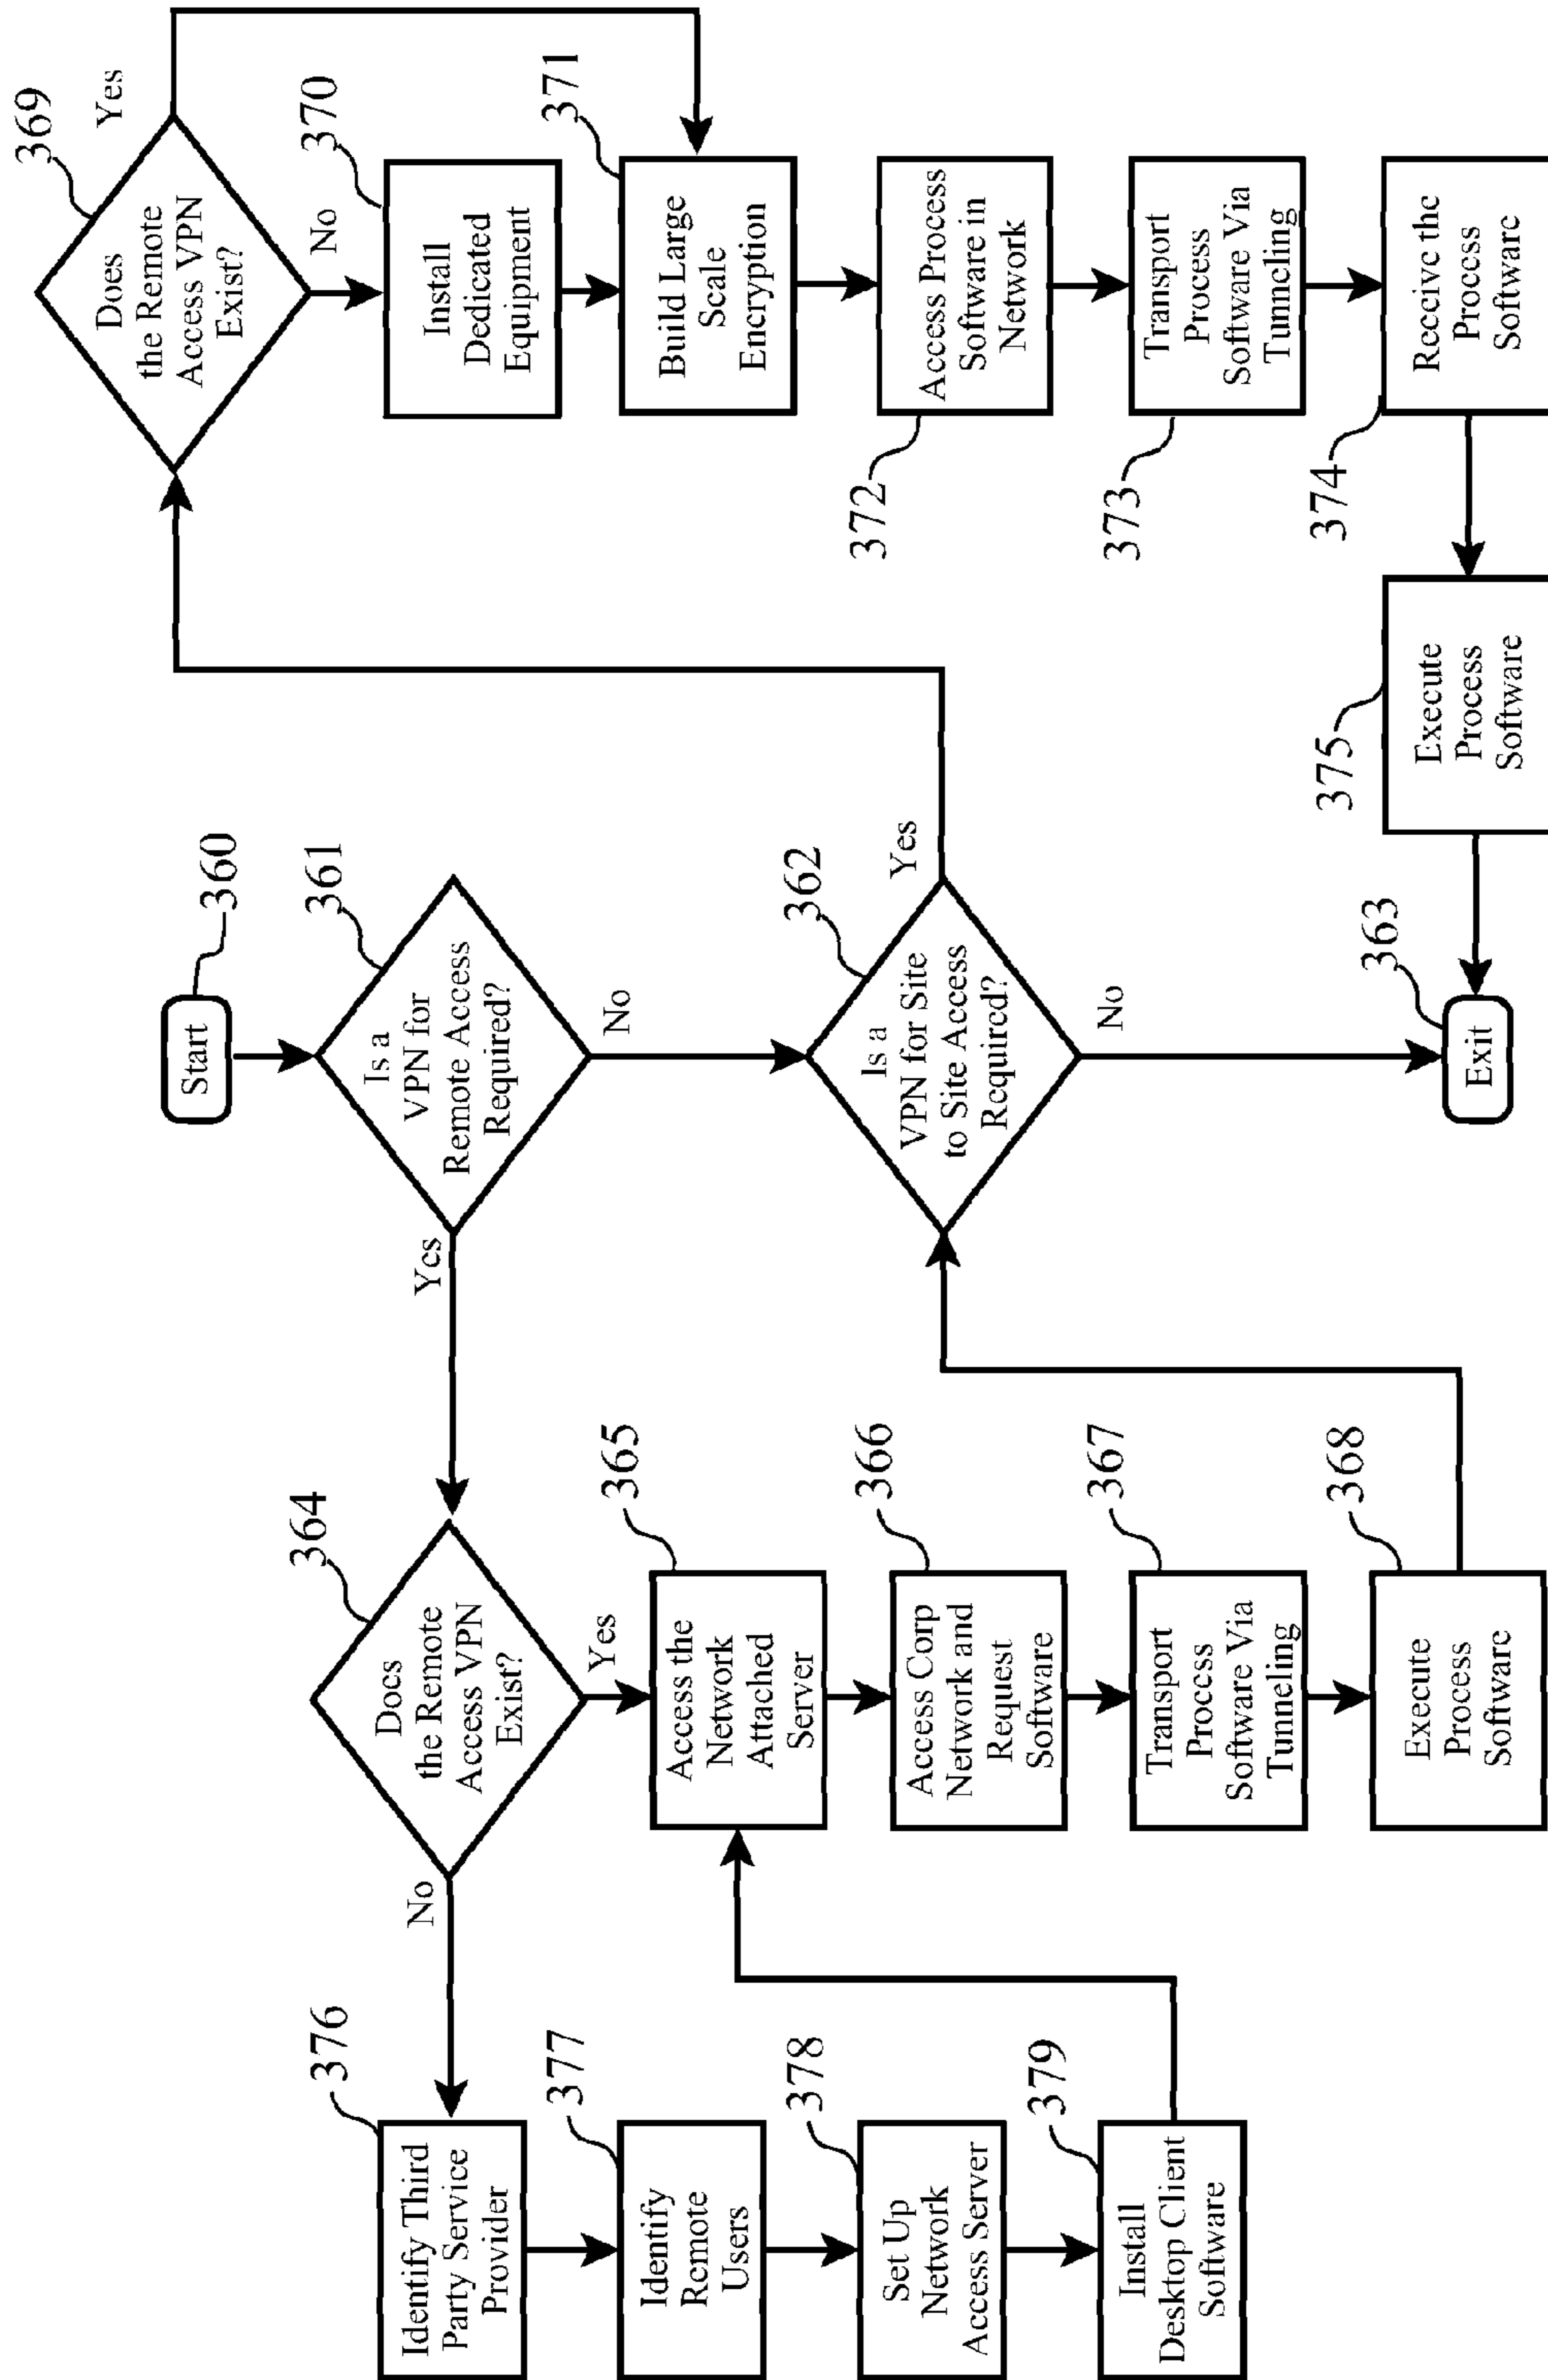 360
Start
361
Is a
VPN for
Remote Access
Required?
Yes
No
362
Is a
VPN for Site
to Site Access
Required?
Yes
No
363
Exit
364
Does
the Remote
Access VPN
Exist?
No
Yes
365
Access the
Network
Attached
Server
366
Access Corp
Network and
Request
Software
367
Transport
Process
Software Via
Tunneling
368
Execute
Process
Software
376
Identify Third
Party Service
Provider
377
Identify
Remote
Users
378
Set Up
Network
Access Server
379
Install
Desktop Client
Software
369
Does
the Remote
Access VPN
Exist?
Yes
No
370
Install
Dedicated
Equipment
371
Build Large
Scale
Encryption
372
Access Process
Software in
Network
373
Transport
Process
Software Via
Tunneling
374
Receive the
Process
Software
375
Execute
Process
Software